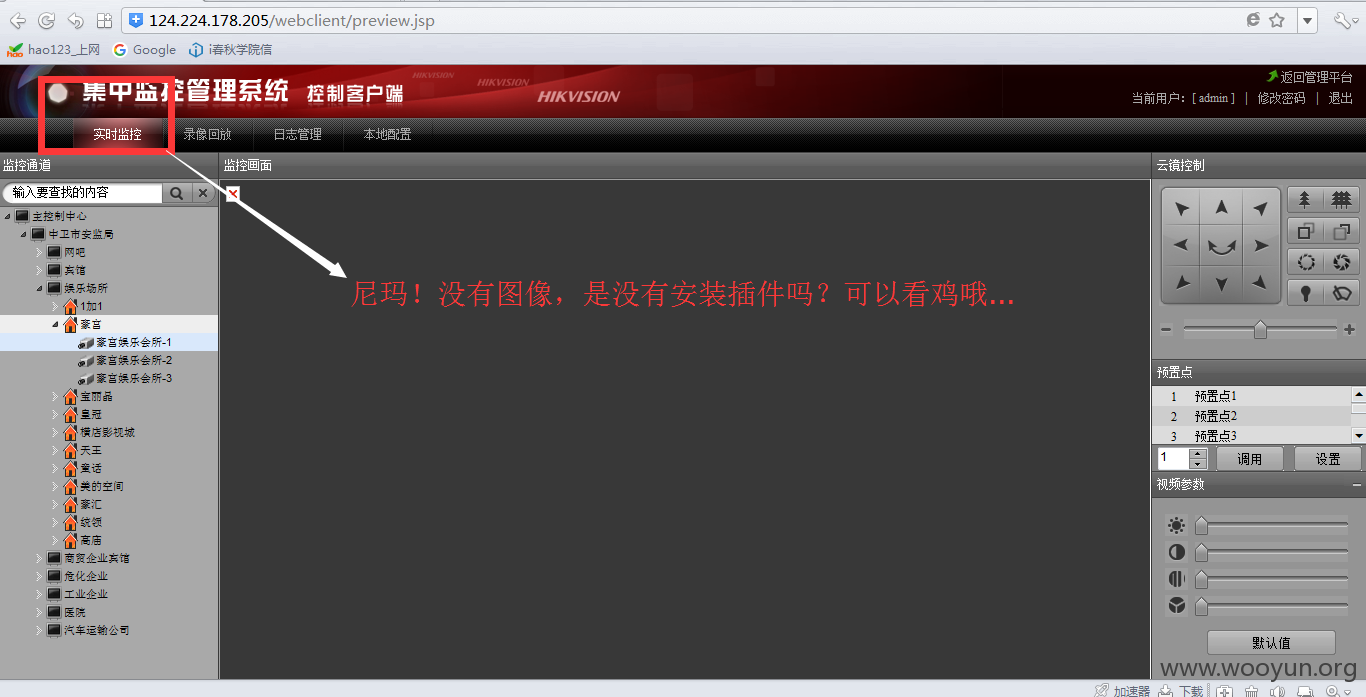 124.224.178.205/webclient/preview.jsp
hao123_上网 Google i春秋学院信
集中监控管理系统 控制客户端 HIKVISION HIKVISION HIKVISION
返回管理平台
当前用户：[ admin ] | 修改密码 | 退出
实时监控 录像回放 日志管理 本地配置
监控通道
输入要查找的内容
主控制中心
中卫市安监局
网吧
宾馆
娱乐场所
1加1
豪宫
豪宫娱乐会所-1
豪宫娱乐会所-2
豪宫娱乐会所-3
宝丽晶
皇冠
横店影视城
天王
童话
美的空间
豪汇
统领
高庙
商贸企业宾馆
危化企业
工业企业
医院
汽车运输公司
监控画面
尼玛！没有图像，是没有安装插件吗？可以看鸡哦...
云镜控制
预置点
1 预置点1
2 预置点2
3 预置点3
1 调用 设置
视频参数
默认值
www.wooyun.org
加速器 下载